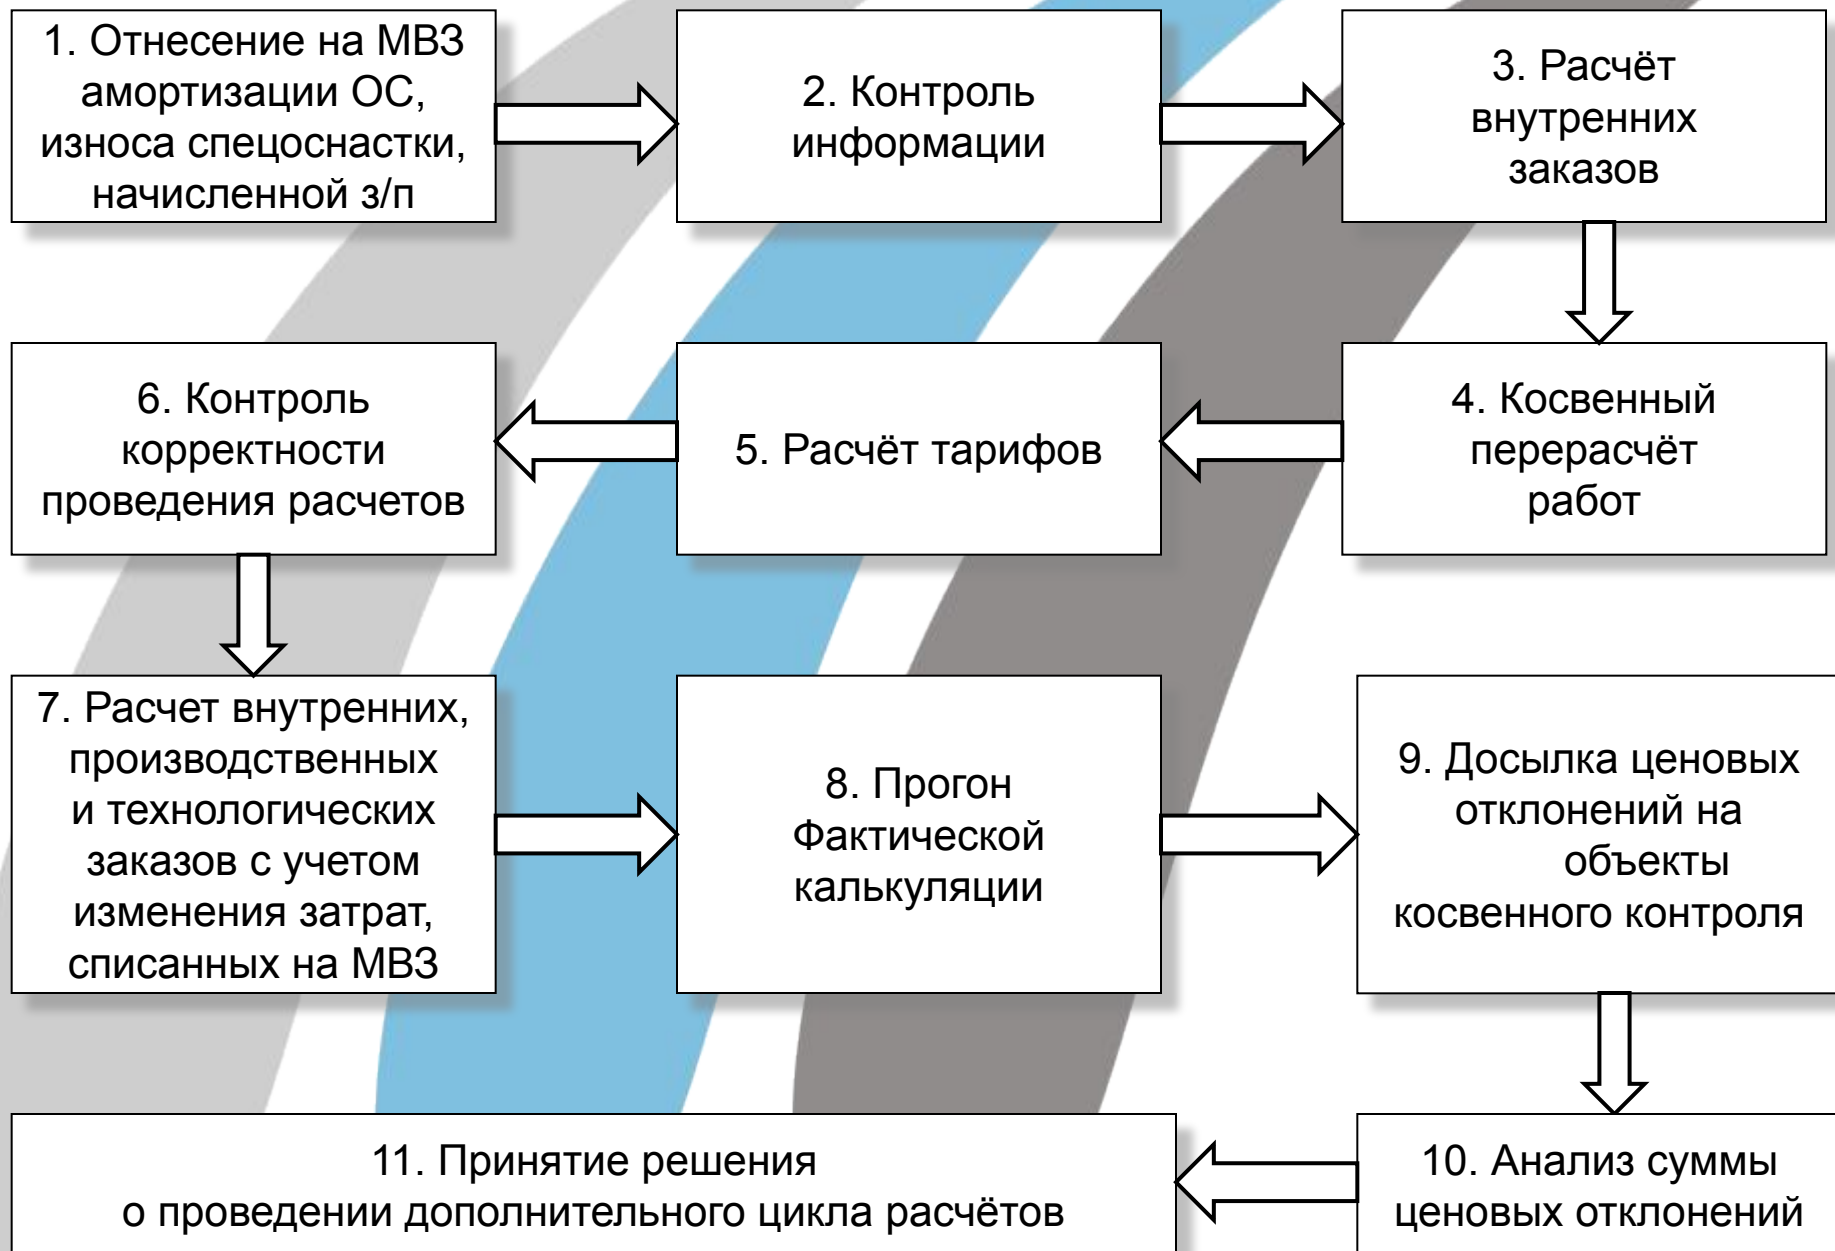 1. Отнесение на МВЗ
амортизации ОС,
износа спецоснастки,
начисленной з/п
2. Контроль
информации
3. Расчёт
внутренних
заказов
4. Косвенный
перерасчёт
работ
5. Расчёт тарифов
6. Контроль
корректности
проведения расчетов
7. Расчет внутренних,
производственных
и технологических
заказов с учетом
изменения затрат,
списанных на МВЗ
8. Прогон
Фактической
калькуляции
9. Досылка ценовых
отклонений на
объекты
косвенного контроля
10. Анализ суммы
ценовых отклонений
11. Принятие решения
о проведении дополнительного цикла расчётов